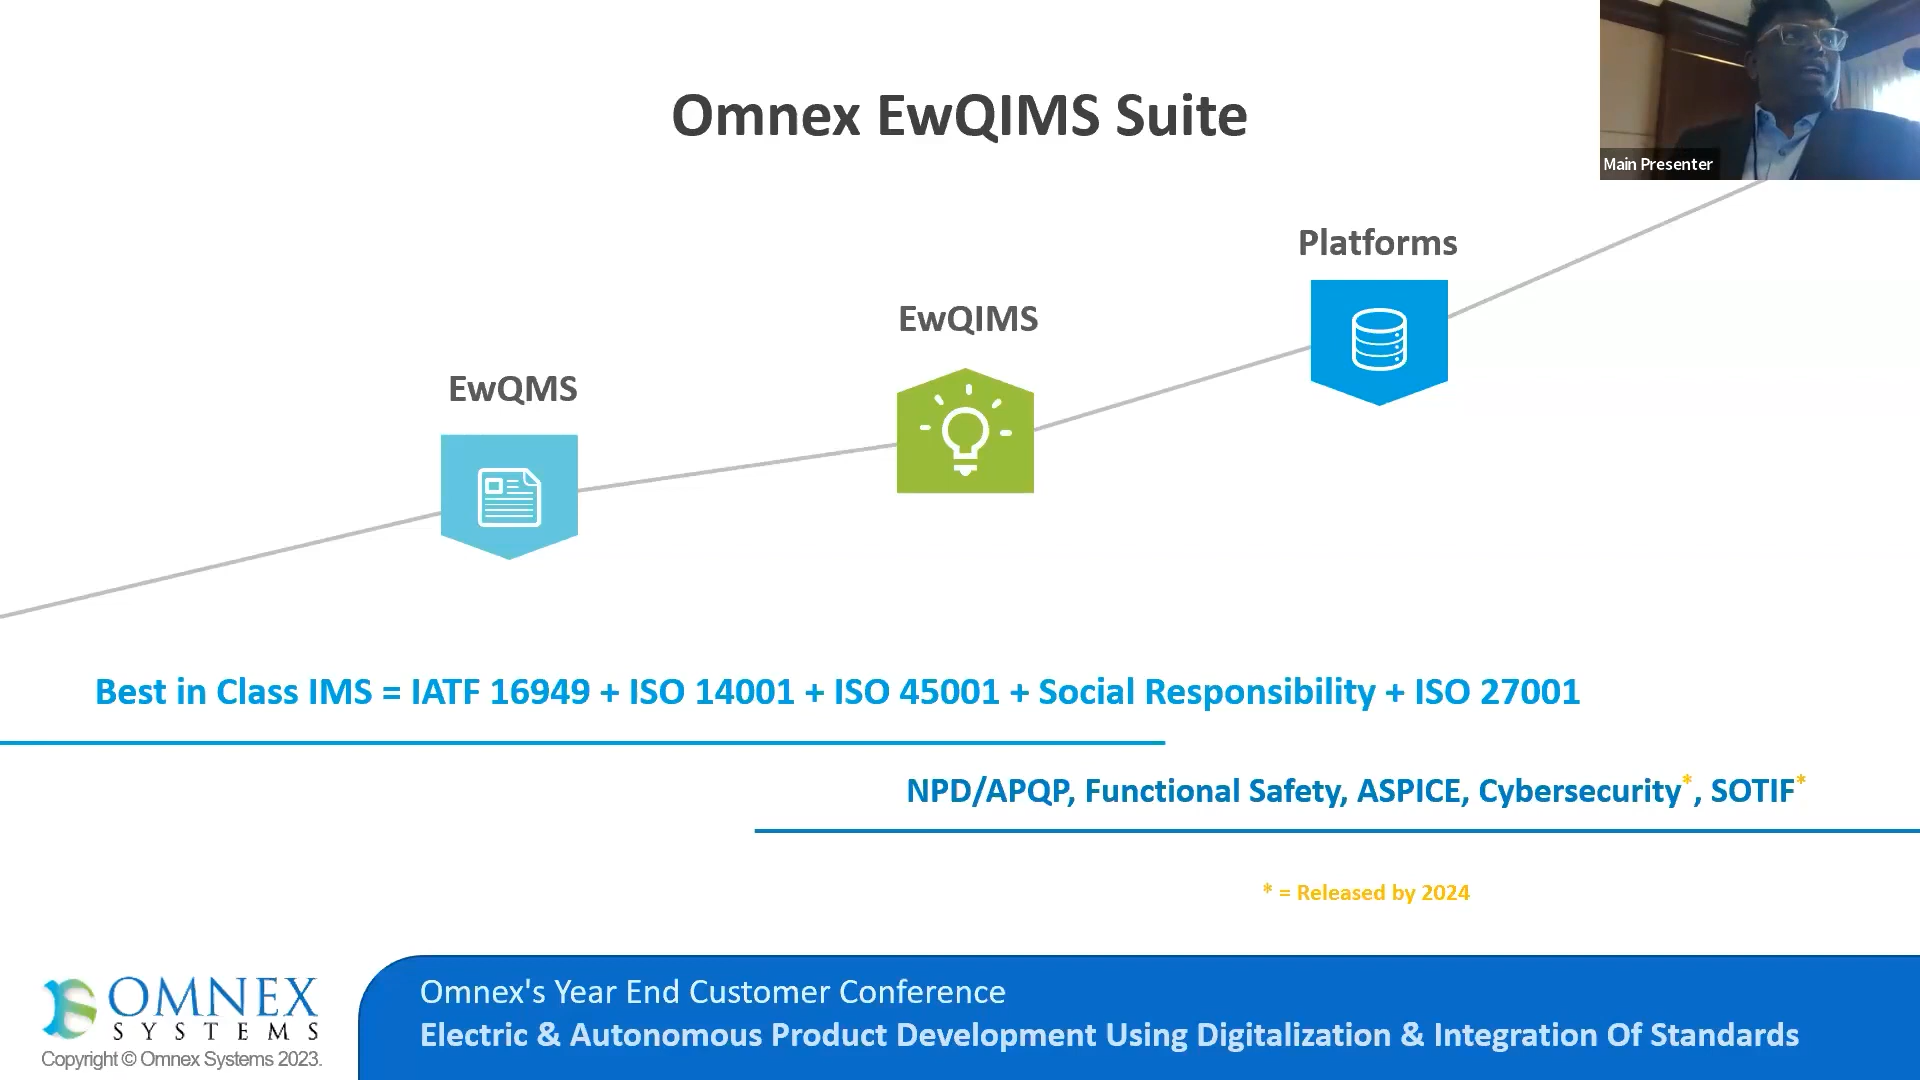 Omnex EwQIMS Suite
Main Presenter
Platforms
EwQIMS
EwQMS
Best in Class IMS = IATF 16949 + ISO 14001 + ISO 45001 + Social Responsibility + ISO 27001
NPD/APQP, Functional Safety, ASPICE, Cybersecurity*, SOTIF*
* = Released by 2024
OMNEX
SYSTEMS
Copyright © Omnex Systems 2023.
Omnex's Year End Customer Conference
Electric & Autonomous Product Development Using Digitalization & Integration Of Standards